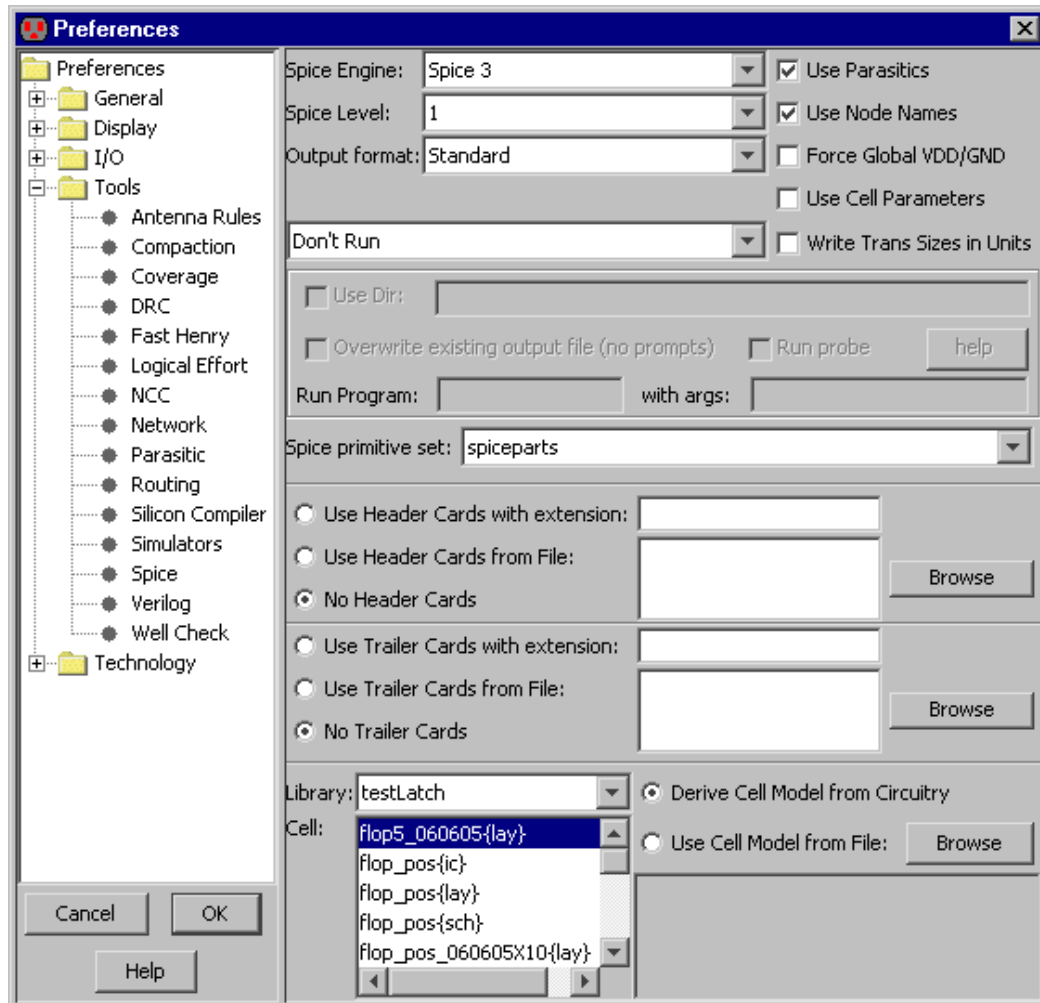 Preferences
Preferences
General
Display
I/O
Tools
Antenna Rules
Compaction
Coverage
DRC
Fast Henry
Logical Effort
NCC
Network
Parasitic
Routing
Silicon Compiler
Simulators
Spice
Verilog
Well Check
Technology
Cancel OK
Help
Spice Engine: Spice 3 Use Parasitics
Spice Level: 1 Use Node Names
Output format: Standard Force Global VDD/GND
Use Cell Parameters
Don't Run Write Trans Sizes in Units
Use Dir:
Overwrite existing output file (no prompts) Run probe help
Run Program: with args:
Spice primitive set: spiceparts
Use Header Cards with extension:
Use Header Cards from File:
Browse
No Header Cards
Use Trailer Cards with extension:
Use Trailer Cards from File:
Browse
No Trailer Cards
Library: testLatch Derive Cell Model from Circuitry
Cell: flop5_060605{lay}
Use Cell Model from File: Browse
flop_pos{ic}
flop_pos{lay}
flop_pos{sch}
flop_pos_060605X10{lay}